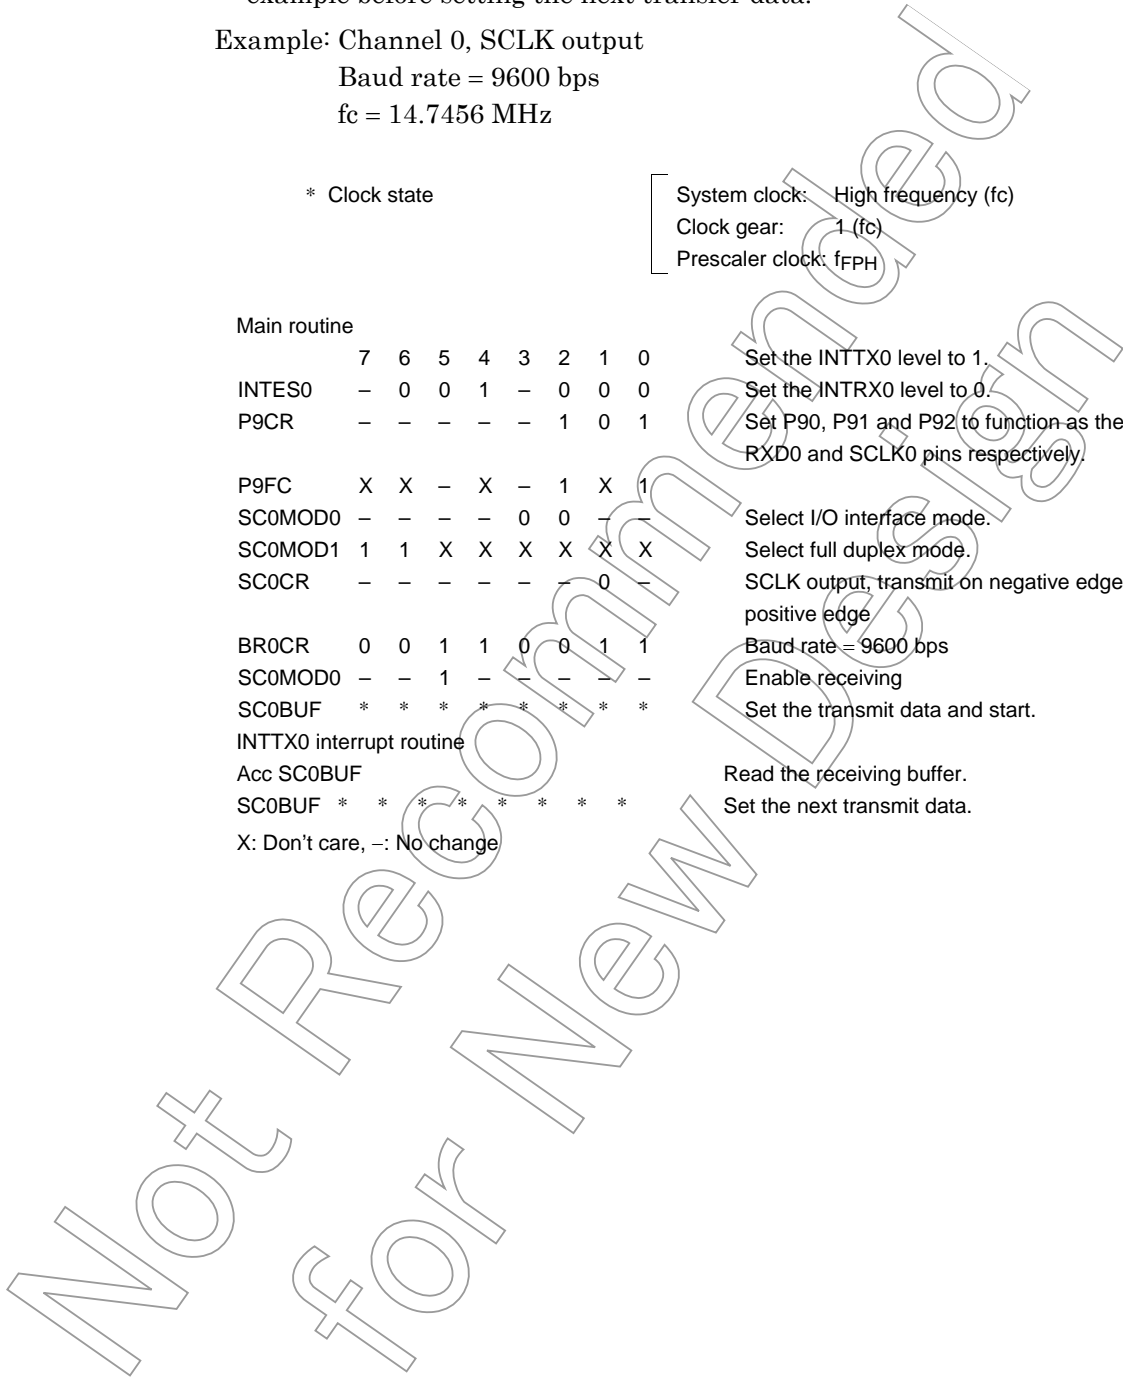 example before setting the next transfer data.
Example: Channel 0, SCLK output
Baud rate = 9600 bps
fc = 14.7456 MHz
* Clock state
System clock: High frequency (fc)
Clock gear: 1 (fc)
Prescaler clock: fFPH
Main routine
7 6 5 4 3 2 1 0 Set the INTTX0 level to 1.
INTES0 – 0 0 1 – 0 0 0 Set the INTRX0 level to 0.
P9CR – – – – – 1 0 1 Set P90, P91 and P92 to function as the
RXD0 and SCLK0 pins respectively.
P9FC X X – X – 1 X 1
SC0MOD0 – – – – 0 0 – – Select I/O interface mode.
SC0MOD1 1 1 X X X X X X Select full duplex mode.
SC0CR – – – – – – 0 – SCLK output, transmit on negative edge
positive edge
BR0CR 0 0 1 1 0 0 1 1 Baud rate = 9600 bps
SC0MOD0 – – 1 – – – – – Enable receiving
SC0BUF * * * * * * * * Set the transmit data and start.
INTTX0 interrupt routine
Acc SC0BUF Read the receiving buffer.
SC0BUF * * * * * * * * Set the next transmit data.
X: Don't care, –: No change
Not Recommended
for New Design